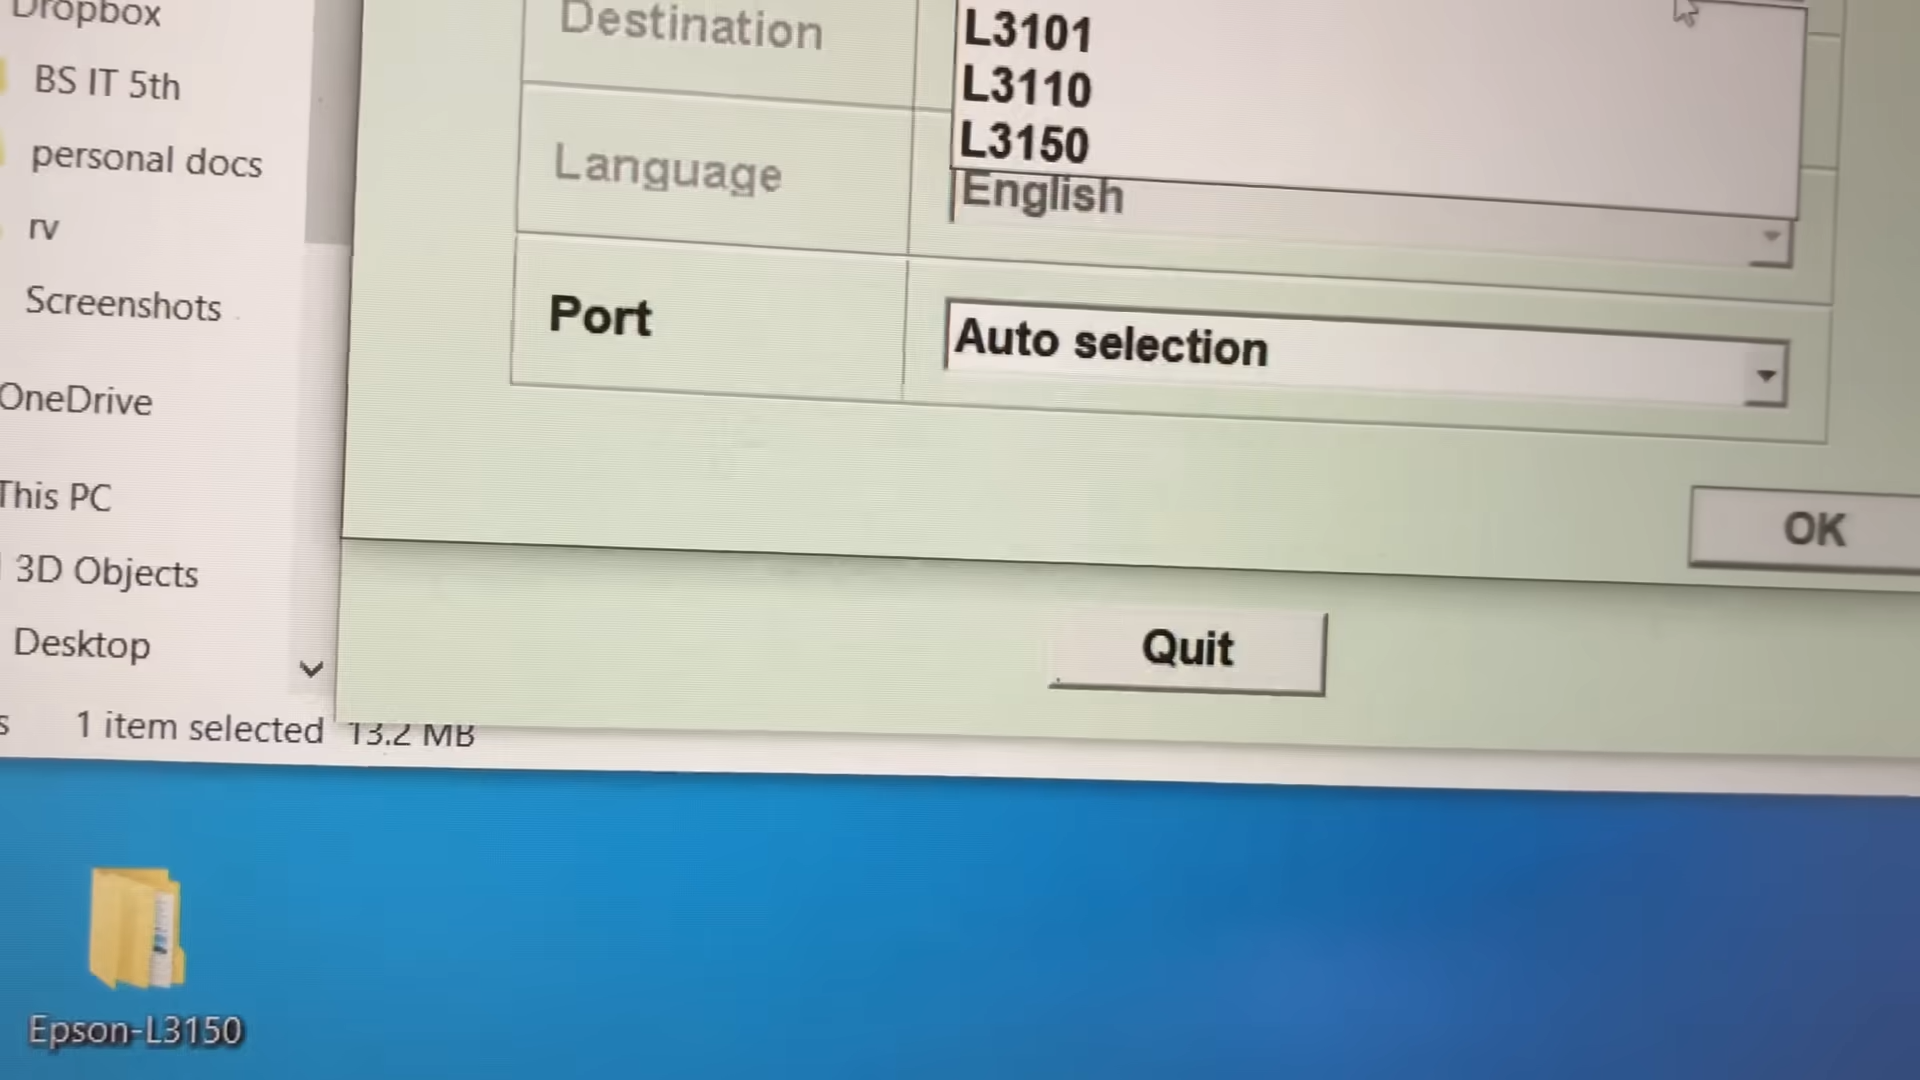 Dropbox
BS IT 5th
personal docs
rv
Screenshots
OneDrive
This PC
3D Objects
Desktop
s 1 item selected 13.2 MB
Destination
L3101
L3110
L3150
Language
English
Port
Auto selection
OK
Quit
Epson-L3150